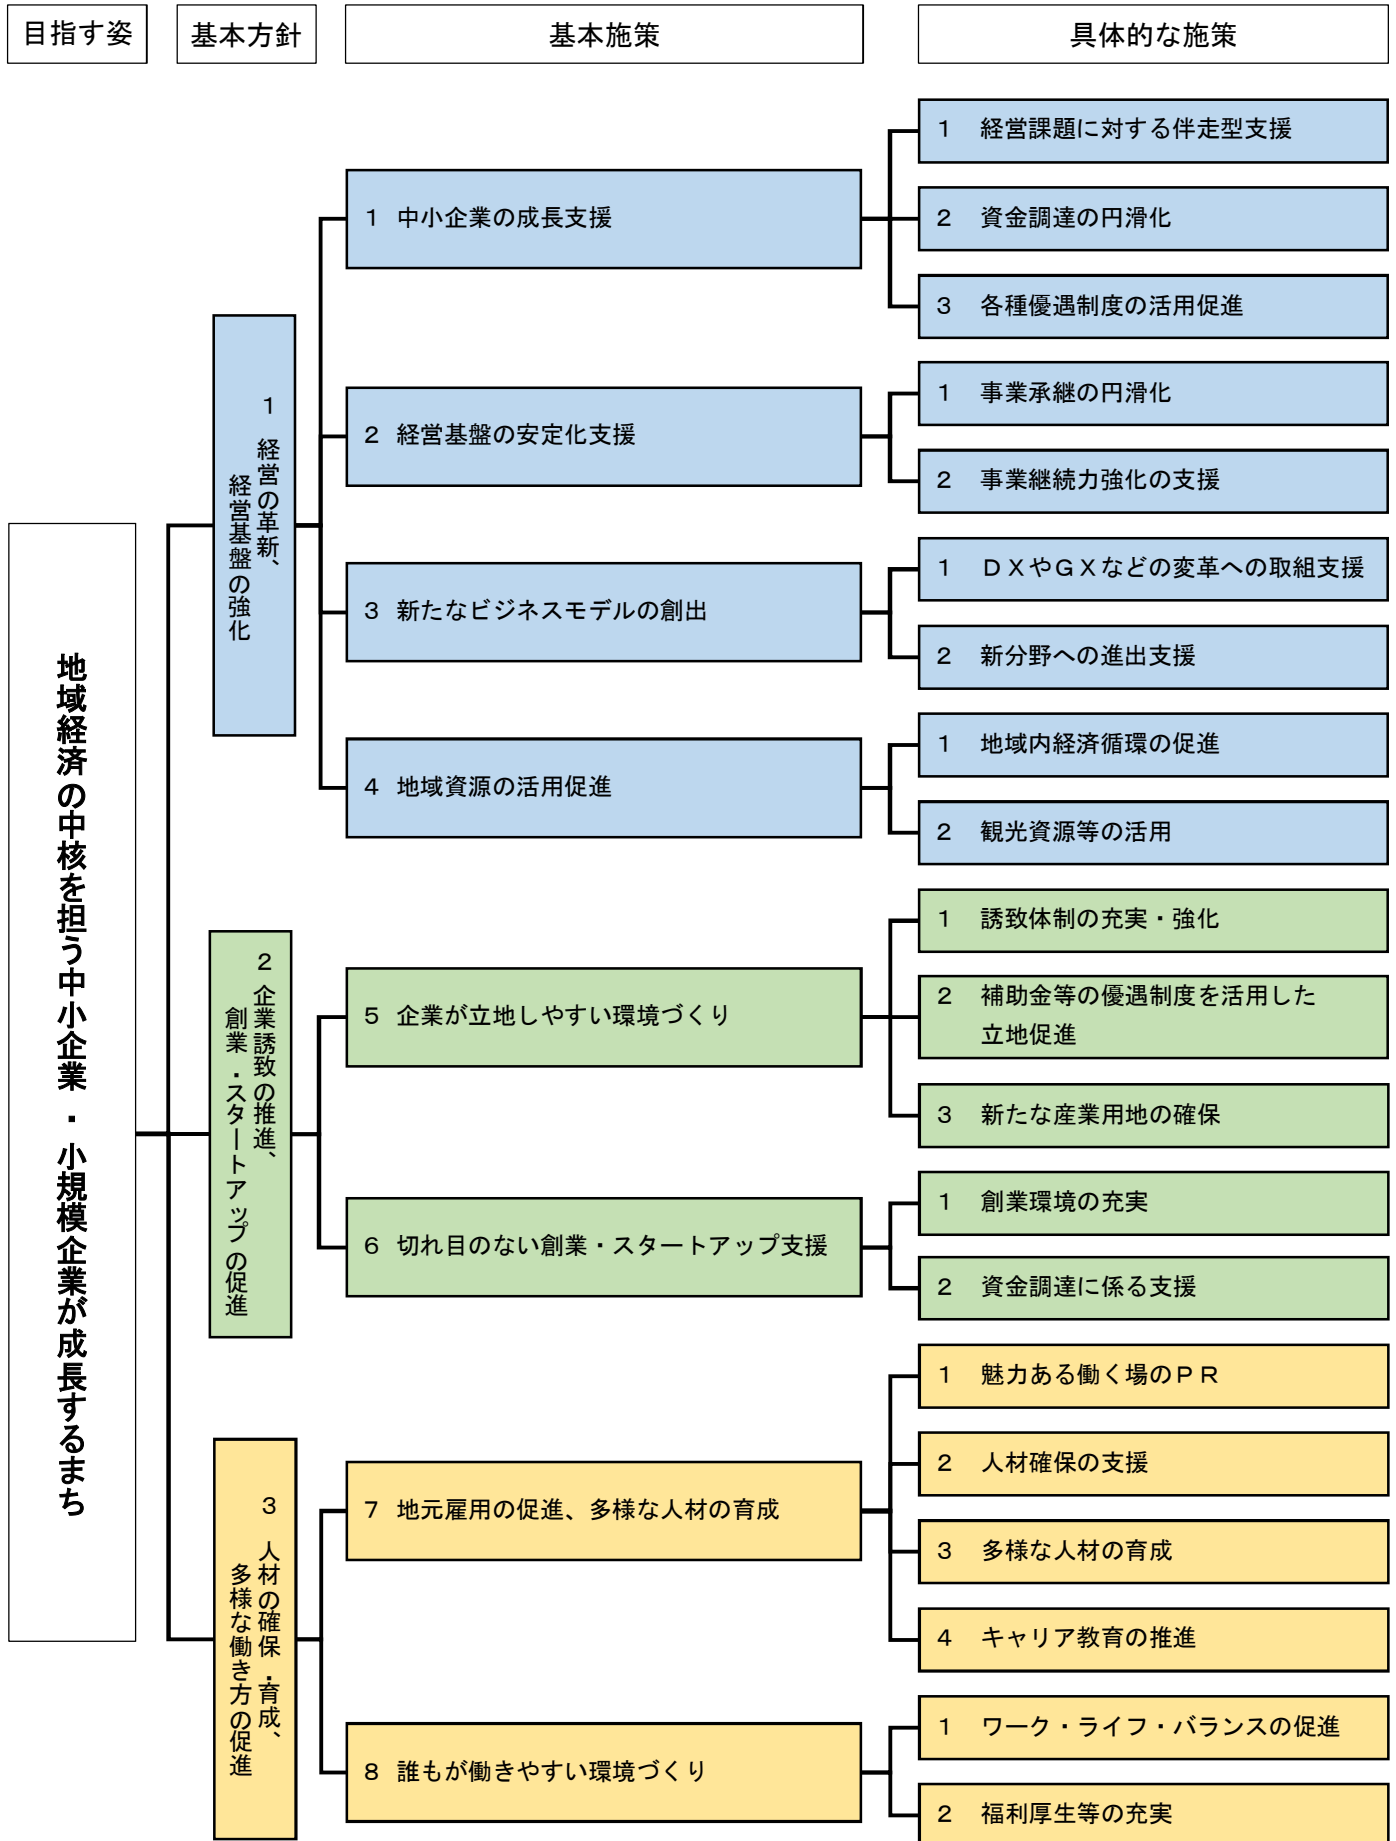 目指す姿
基本方針
基本施策
具体的な施策
地域経済の中核を担う中小企業・小規模企業が成長するまち
1 経営の革新、
経営基盤の強化
1 中小企業の成長支援
1 経営課題に対する伴走型支援
2 資金調達の円滑化
3 各種優遇制度の活用促進
2 経営基盤の安定化支援
1 事業承継の円滑化
2 事業継続力強化の支援
3 新たなビジネスモデルの創出
1 ＤＸやＧＸなどの変革への取組支援
2 新分野への進出支援
4 地域資源の活用促進
1 地域内経済循環の促進
2 観光資源等の活用
2 企業誘致の推進、
創業・スタートアップの促進
5 企業が立地しやすい環境づくり
1 誘致体制の充実・強化
2 補助金等の優遇制度を活用した
立地促進
3 新たな産業用地の確保
6 切れ目のない創業・スタートアップ支援
1 創業環境の充実
2 資金調達に係る支援
3 人材の確保・育成、
多様な働き方の促進
7 地元雇用の促進、多様な人材の育成
1 魅力ある働く場のＰＲ
2 人材確保の支援
3 多様な人材の育成
4 キャリア教育の推進
8 誰もが働きやすい環境づくり
1 ワーク・ライフ・バランスの促進
2 福利厚生等の充実